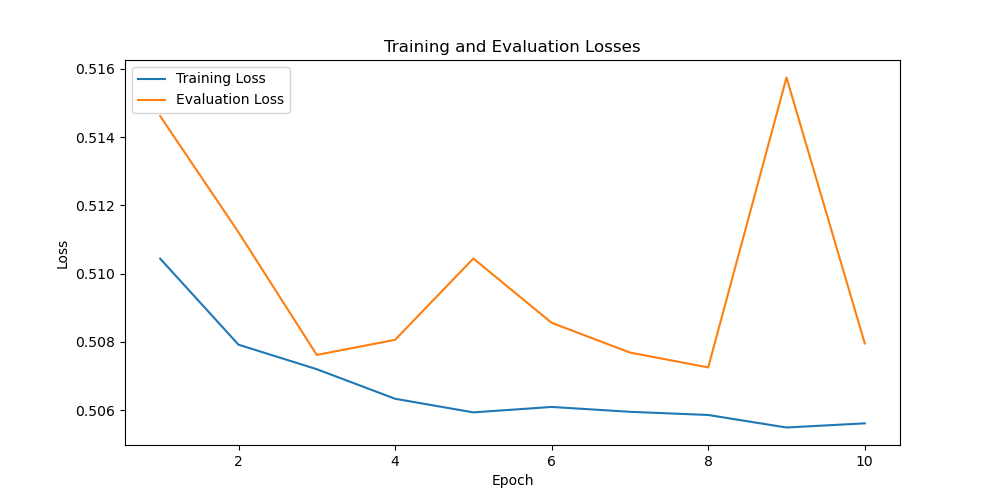 Training and Evaluation Losses
Training Loss
Evaluation Loss
0.516
0.514
0.512
0.510
0.508
0.506
Loss
2
4
6
8
10
Epoch